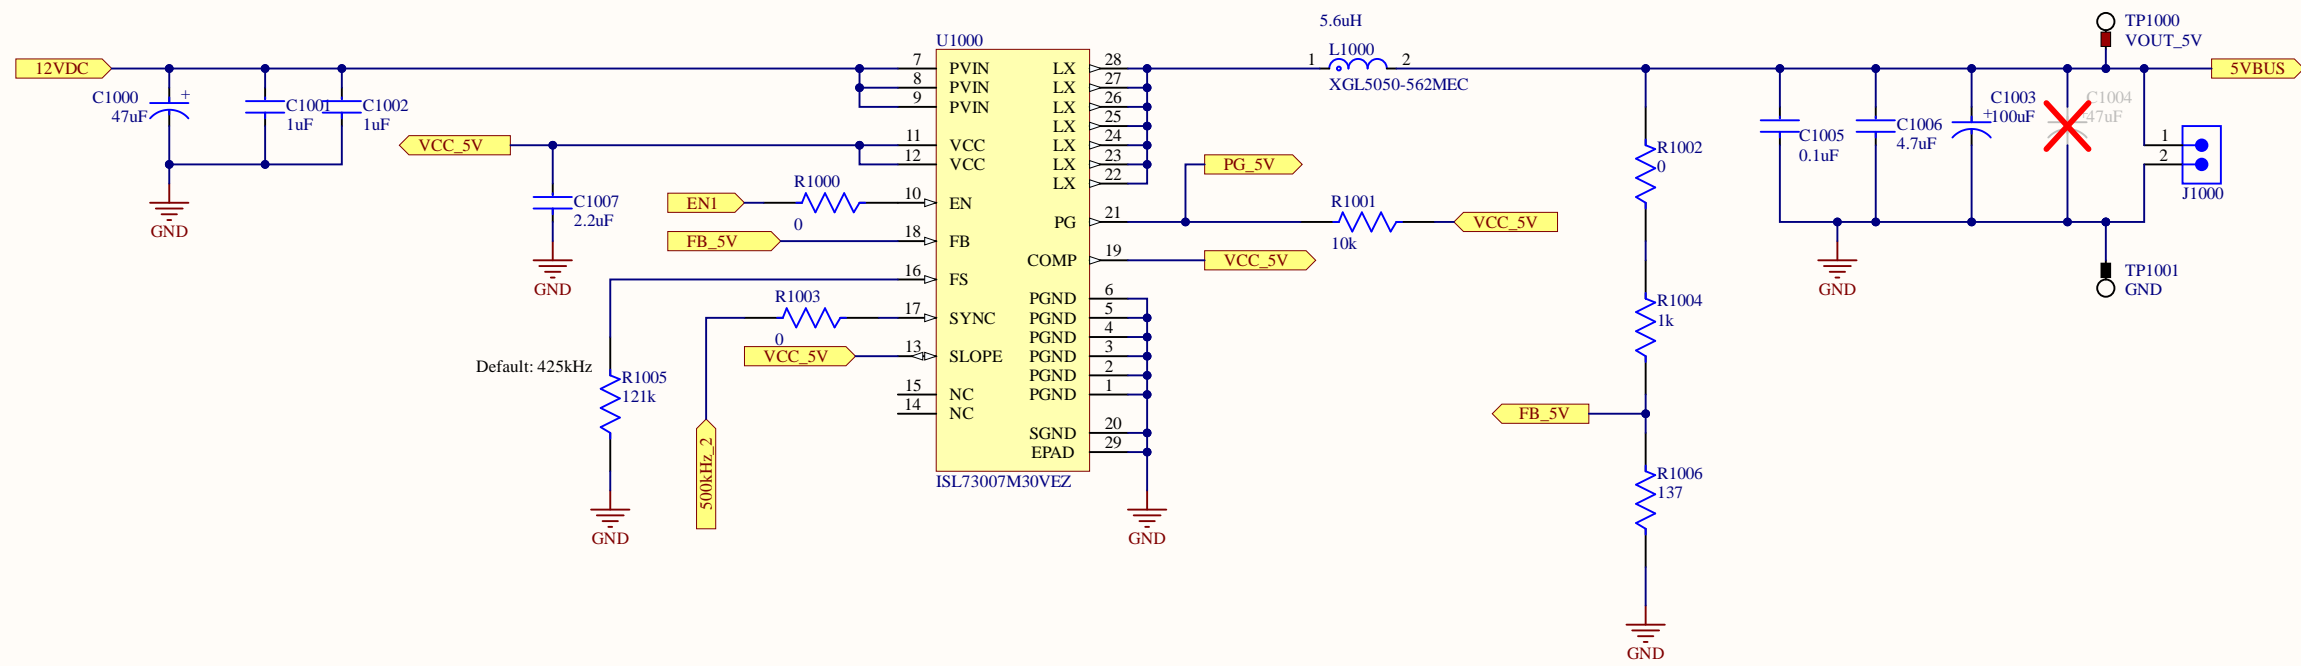 5.6uH
TP1000
VOUT_5V
U1000
L1000
1
2
XGL5050-562MEC
12VDC
5VBUS
C1000
47uF
+
C1001
1uF
C1002
1uF
GND
7
PVIN
8
PVIN
9
PVIN
11
VCC
12
VCC
10
EN
18
FB
16
FS
17
SYNC
13
SLOPE
15
NC
14
NC
LX
28
LX
27
LX
26
LX
25
LX
24
LX
23
LX
22
PG
21
COMP
19
PGND
6
PGND
5
PGND
4
PGND
3
PGND
2
PGND
1
SGND
20
EPAD
29
ISL73007M30VEZ
VCC_5V
C1007
2.2uF
GND
EN1
R1000
0
FB_5V
R1003
0
VCC_5V
500kHz_2
Default: 425kHz
R1005
121k
GND
GND
PG_5V
R1001
10k
VCC_5V
VCC_5V
R1002
0
R1004
1k
FB_5V
R1006
137
GND
C1005
0.1uF
C1006
4.7uF
C1003
+
100uF
C1004
47uF
GND
1
2
J1000
TP1001
GND